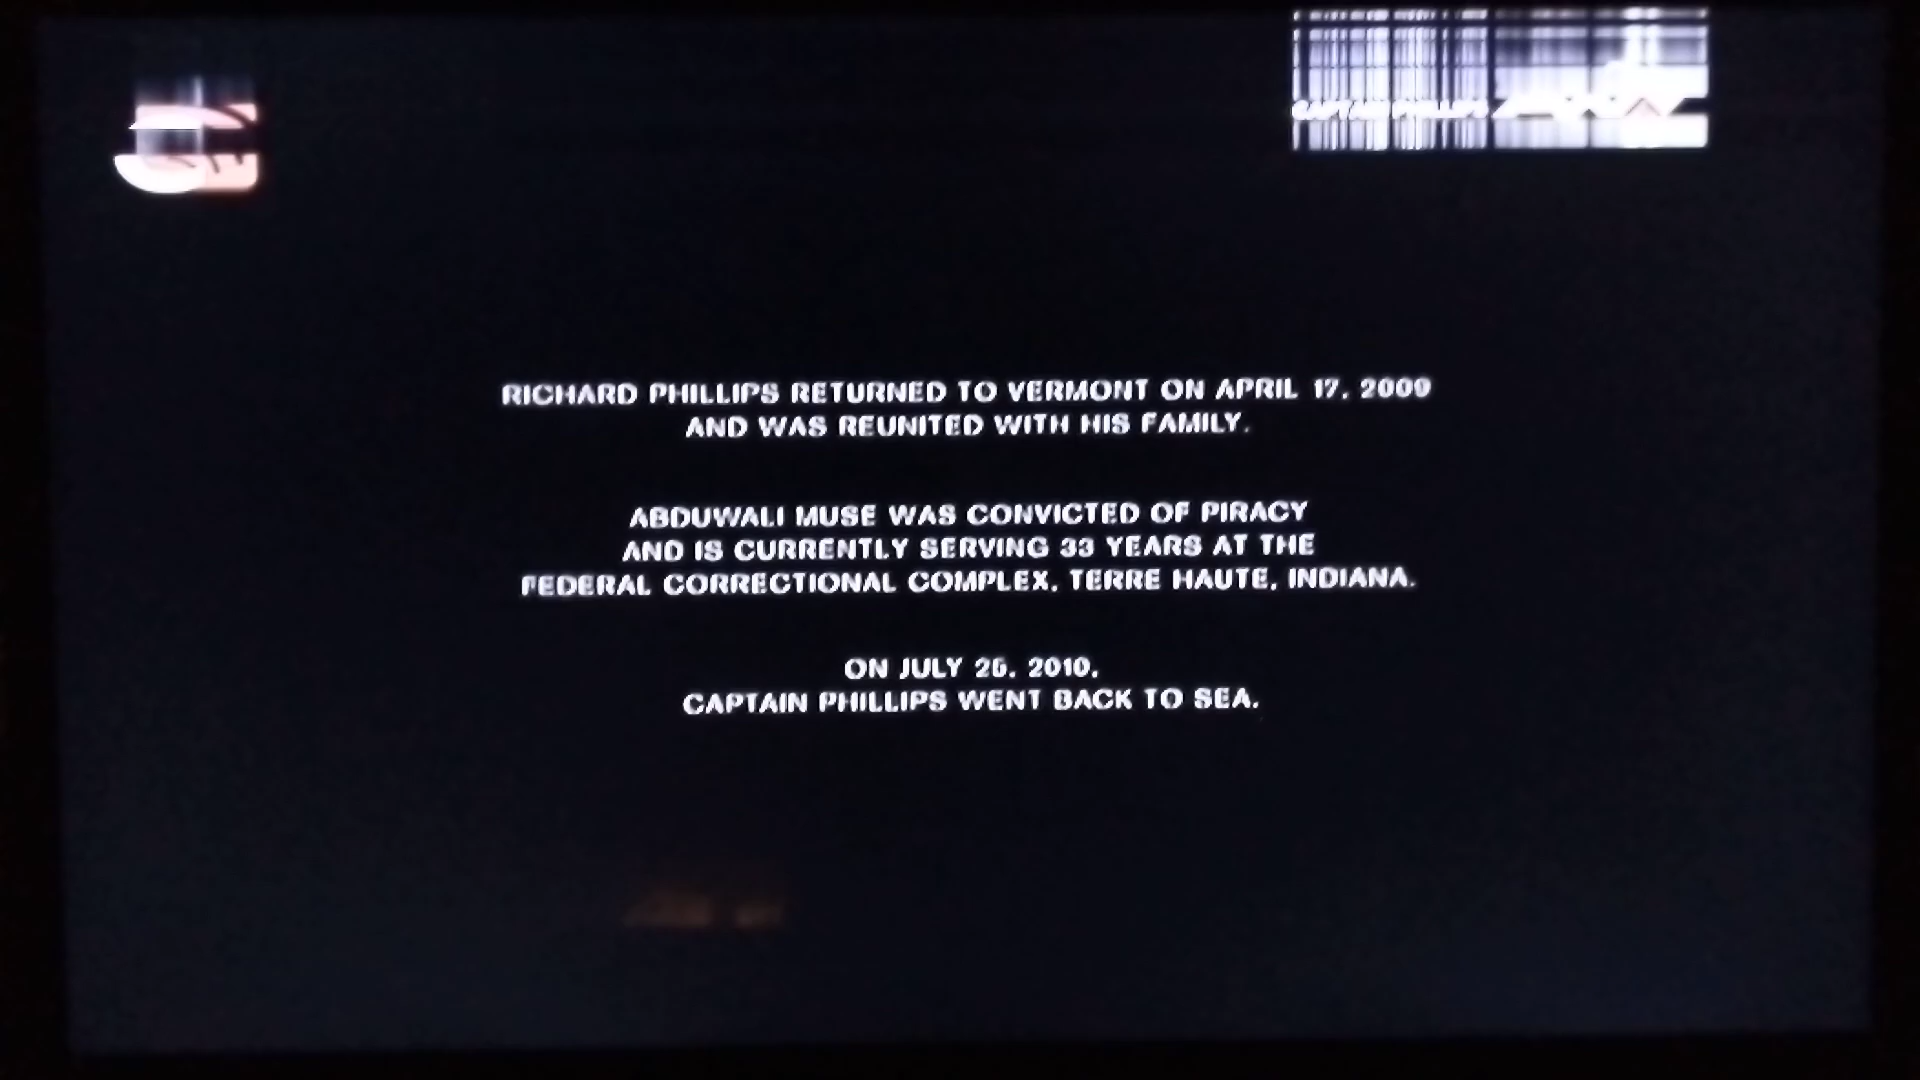 CAPTAIN PHILLIPS
RICHARD PHILLIPS RETURNED TO VERMONT ON APRIL 17, 2009
AND WAS REUNITED WITH HIS FAMILY.
ABDUWALI MUSE WAS CONVICTED OF PIRACY
AND IS CURRENTLY SERVING 33 YEARS AT THE
FEDERAL CORRECTIONAL COMPLEX, TERRE HAUTE, INDIANA.
ON JULY 25, 2010,
CAPTAIN PHILLIPS WENT BACK TO SEA.